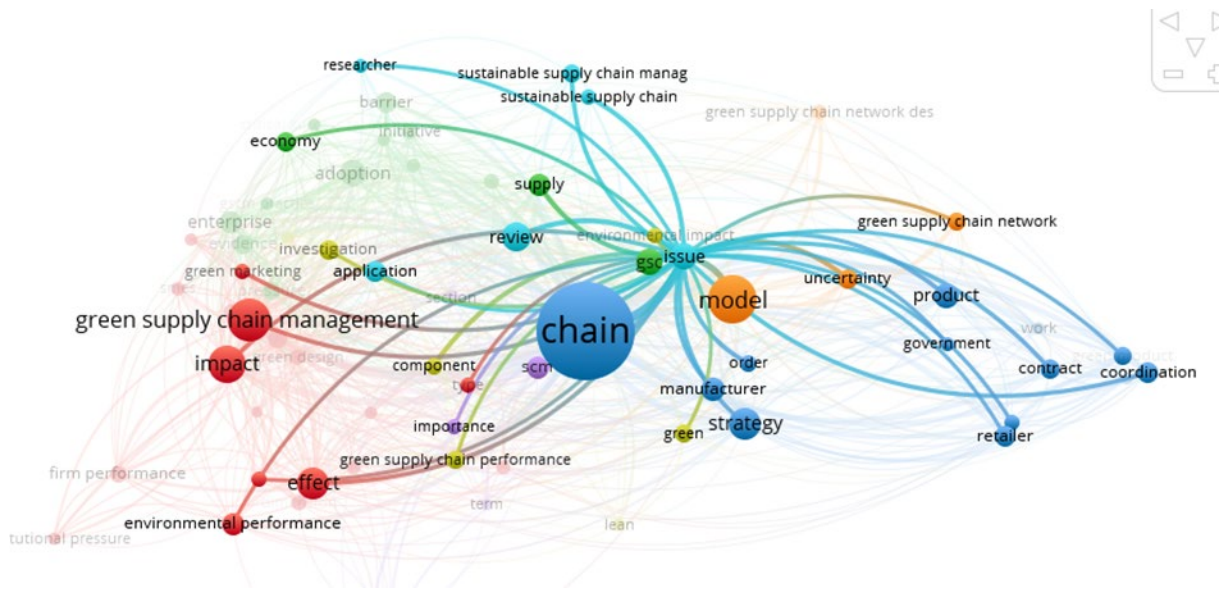 researcher
sustainable supply chain manag
sustainable supply chain
barrier
green supply chain network des
initiative
economy
adoption
supply
enterprise
green supply chain network
review
environmental impact
evidence
investigation
issue
gsc
green marketing
application
uncertainty
section
product
model
green supply chain management
chain
work
government
green design
impact
order
component
scm
contract
coordination
type
manufacturer
strategy
importance
green
retailer
green supply chain performance
firm performance
effect
term
environmental performance
lean
tutional pressure